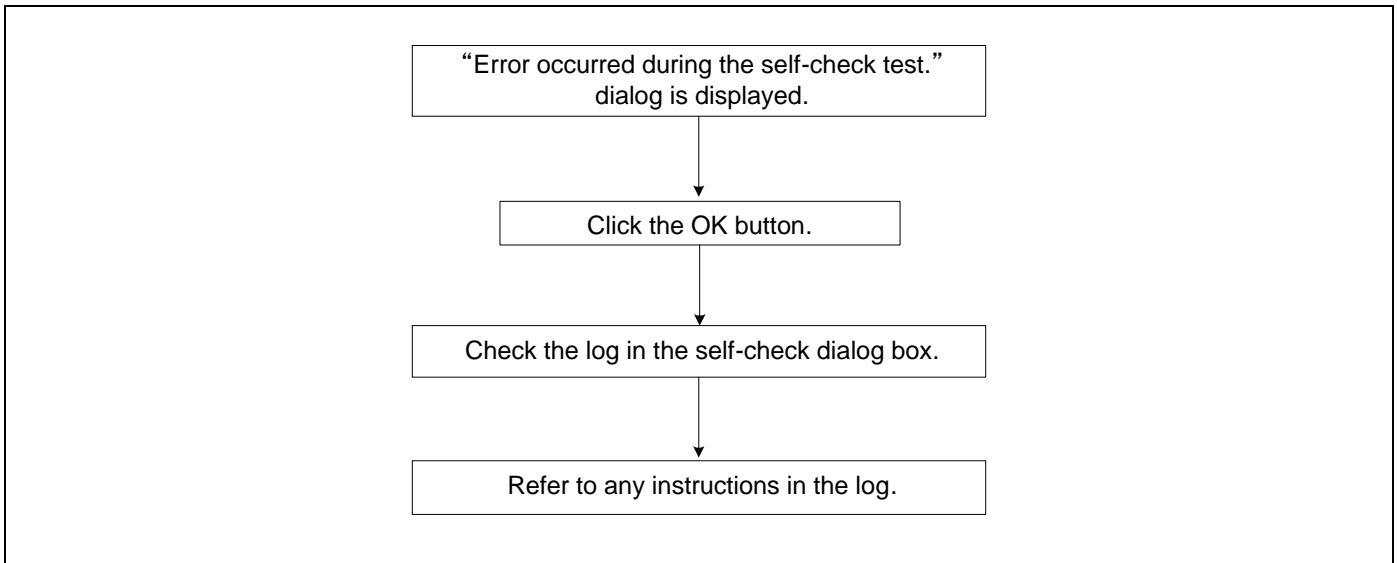 “Error occurred during the self-check test.”
dialog is displayed.
Click the OK button.
Check the log in the self-check dialog box.
Refer to any instructions in the log.